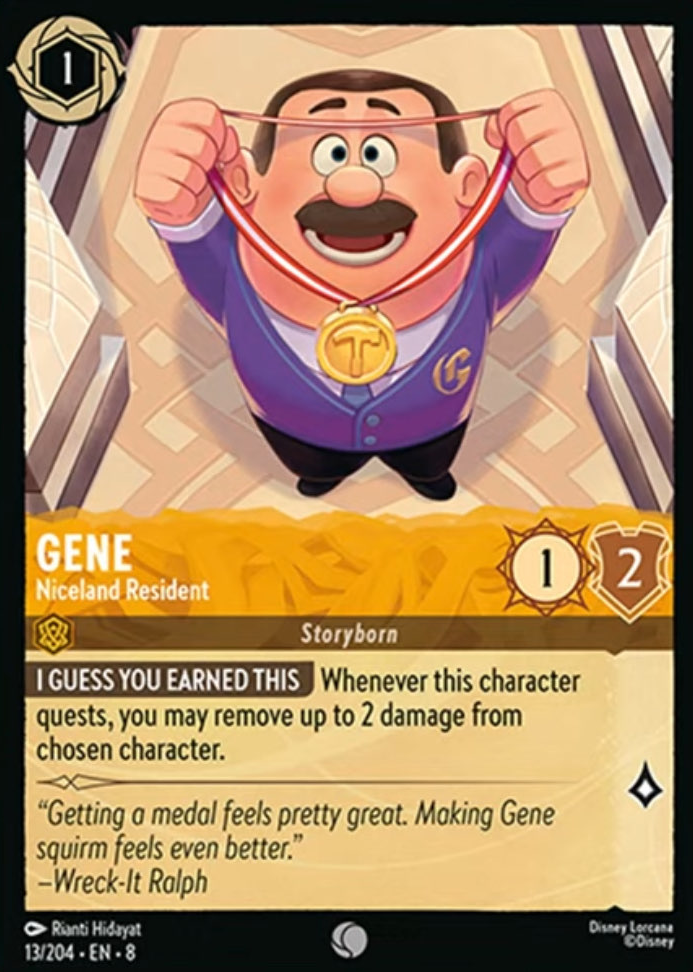 1
G
GENE
Niceland Resident
1
2
Storyborn
I GUESS YOU EARNED THIS Whenever this character
quests, you may remove up to 2 damage from
chosen character.
“Getting a medal feels pretty great. Making Gene
squirm feels even better.”
–Wreck-It Ralph
Rianti Hidayat
13/204 • EN • 8
Disney Lorcana
©Disney